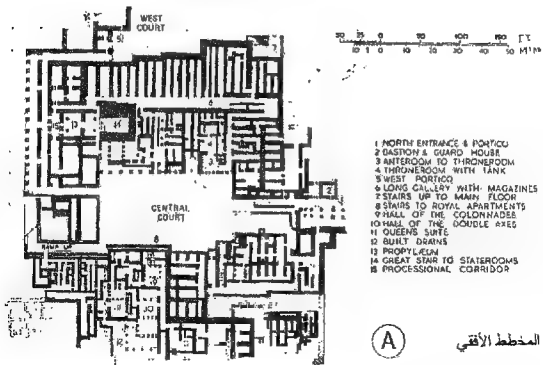 WEST
COURT
CENTRAL
COURT
1 NORTH ENTRANCE & PORTICO
2 BASTION & GUARD HOUSE
3 ANTEROOM TO THRONEROOM
4 THRONEROOM WITH TANK
5 WEST PORTICO
6 LONG GALLERY WITH MAGAZINES
7 STAIRS UP TO MAIN FLOOR
8 STAIRS TO ROYAL APARTMENTS
9 HALL OF THE COLONNADES
10 HALL OF THE DOUBLE AXES
11 QUEENS SUITE
12 BUILT DRAINS
13 PROPYLÆUM
14 GREAT STAIR TO STATEROOMS
15 PROCESSIONAL CORRIDOR
A
المخطط الأفقي